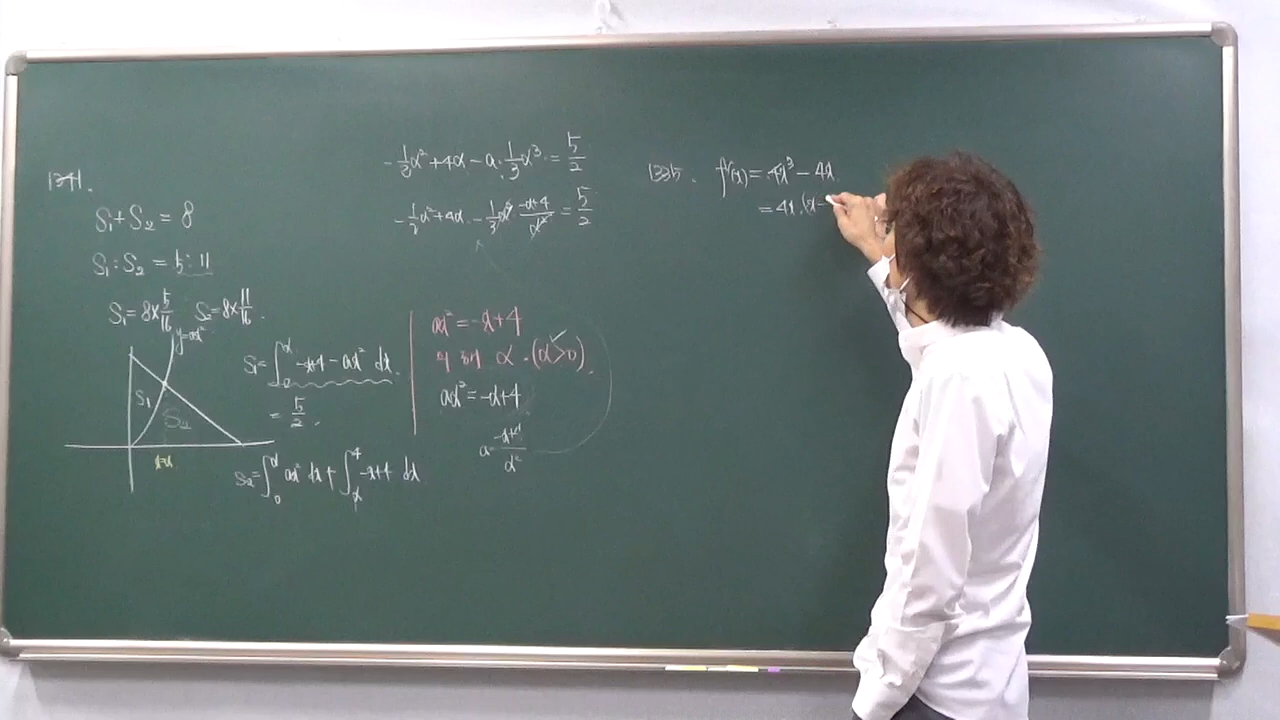 1341.
S₁+S₂ = 8
S₁:S₂ = 5:11
S₁=8×5/16 S₂=8×11/16.
y=ax²
S₁
S₂
x=α
S₁=∫₀^α -x+4-ax² dx.
= 5/2.
S₂=∫₀^α ax² dx+∫_α^4 -x+4 dx
-1/2α²+4α-a·1/3α³=5/2
-1/2α²+4α-1/3α³·(-α+4)/α²=5/2
ax²=-x+4
α.(α>0).
aα²=-α+4
a=(-α+4)/α²
1335. f'(x)=4x³-4x.
=4x.(x-